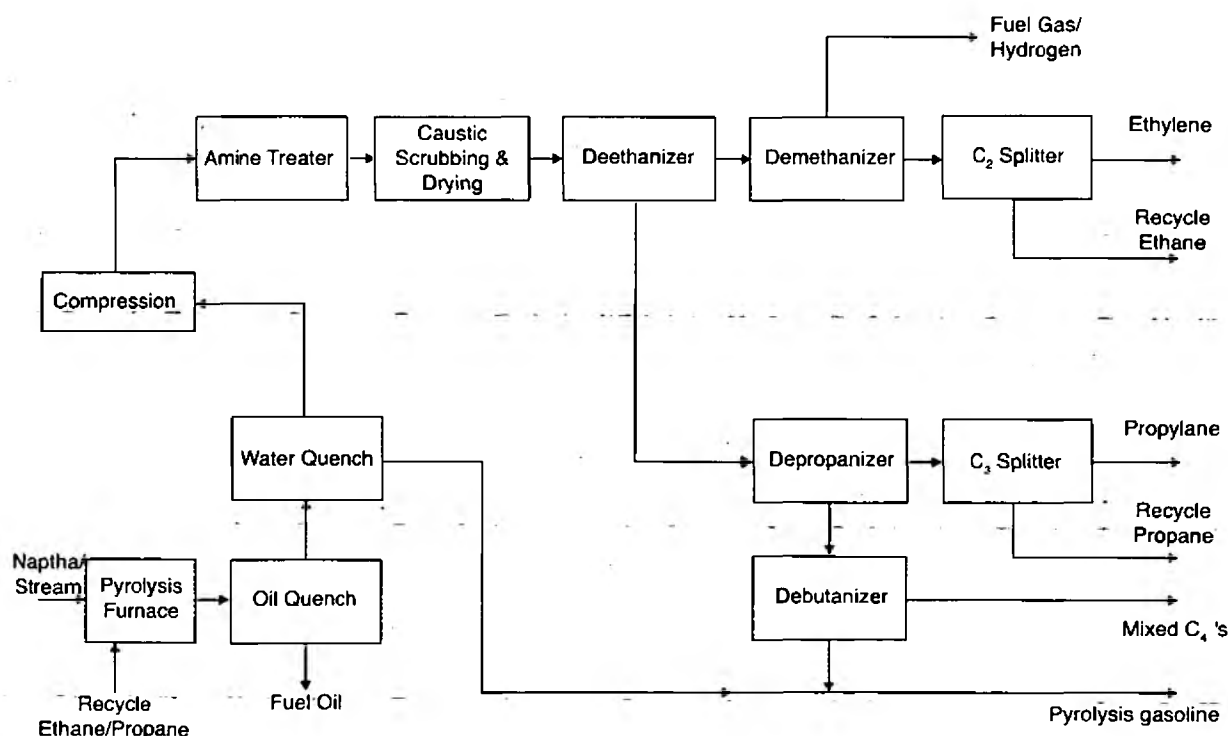 Fuel Gas/
Hydrogen
Amine Treater
Caustic
Scrubbing &
Drying
Deethanizer
Demethanizer
C₂ Splitter
Ethylene
Recycle
Ethane
Compression
Water Quench
Depropanizer
C₃ Splitter
Propylane
Recycle
Propane
Naptha/
Stream
Pyrolysis
Furnace
Oil Quench
Debutanizer
Mixed C₄ 's
Recycle
Ethane/Propane
Fuel Oil
Pyrolysis gasoline